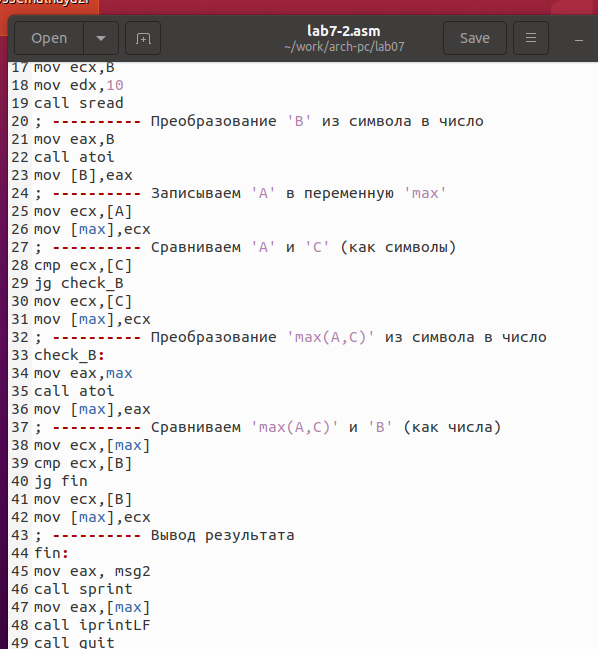 Open
lab7-2.asm
~/work/arch-pc/lab07
Save
17 mov ecx,B
18 mov edx,10
19 call sread
20 ; ---------- Преобразование 'B' из символа в число
21 mov eax,B
22 call atoi
23 mov [B],eax
24 ; ---------- Записываем 'A' в переменную 'max'
25 mov ecx,[A]
26 mov [max],ecx
27 ; ---------- Сравниваем 'A' и 'С' (как символы)
28 cmp ecx,[C]
29 jg check_B
30 mov ecx,[C]
31 mov [max],ecx
32 ; ---------- Преобразование 'max(A,C)' из символа в число
33 check_B:
34 mov eax,max
35 call atoi
36 mov [max],eax
37 ; ---------- Сравниваем 'max(A,C)' и 'B' (как числа)
38 mov ecx,[max]
39 cmp ecx,[B]
40 jg fin
41 mov ecx,[B]
42 mov [max],ecx
43 ; ---------- Вывод результата
44 fin:
45 mov eax, msg2
46 call sprint
47 mov eax,[max]
48 call iprintLF
49 call quit